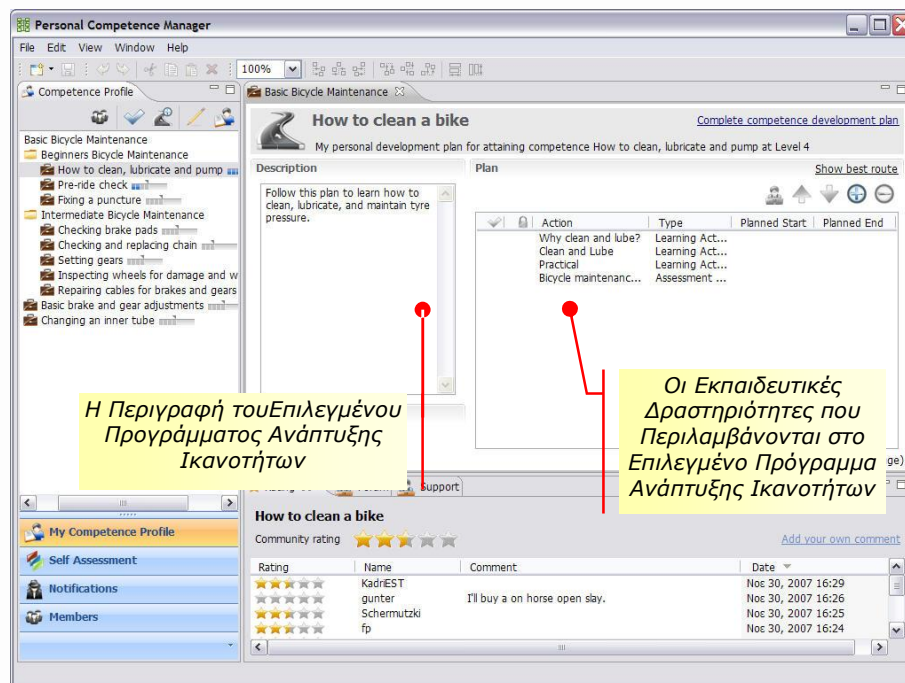 Personal Competence Manager
File Edit View Window Help
100%
Competence Profile
Basic Bicycle Maintenance
Beginners Bicycle Maintenance
How to clean, lubricate and pump
Pre-ride check
Fixing a puncture
Intermediate Bicycle Maintenance
Checking brake pads
Checking and replacing chain
Setting gears
Inspecting wheels for damage and w
Repairing cables for brakes and gears
Basic brake and gear adjustments
Changing an inner tube
Basic Bicycle Maintenance
How to clean a bike
Complete competence development plan
My personal development plan for attaining competence How to clean, lubricate and pump at Level 4
Description
Follow this plan to learn how to
clean, lubricate, and maintain tyre
pressure.
Plan
Show best route
Action Type Planned Start Planned End
Why clean and lube? Learning Act...
Clean and Lube Learning Act...
Practical Learning Act...
Bicycle maintenanc... Assessment ...
Η Περιγραφή τουΕπιλεγμένου
Προγράμματος Ανάπτυξης
Ικανοτήτων
Οι Εκπαιδευτικές
Δραστηριότητες που
Περιλαμβάνονται στο
Επιλεγμένο Πρόγραμμα
Ανάπτυξης Ικανοτήτων
ge)
Support
How to clean a bike
Community rating
Add your own comment
Rating Name Comment Date
KadriEST Νοε 30, 2007 16:29
gunter I'll buy a on horse open slay. Νοε 30, 2007 16:26
Schermutzki Νοε 30, 2007 16:25
fp Νοε 30, 2007 16:24
My Competence Profile
Self Assessment
Notifications
Members